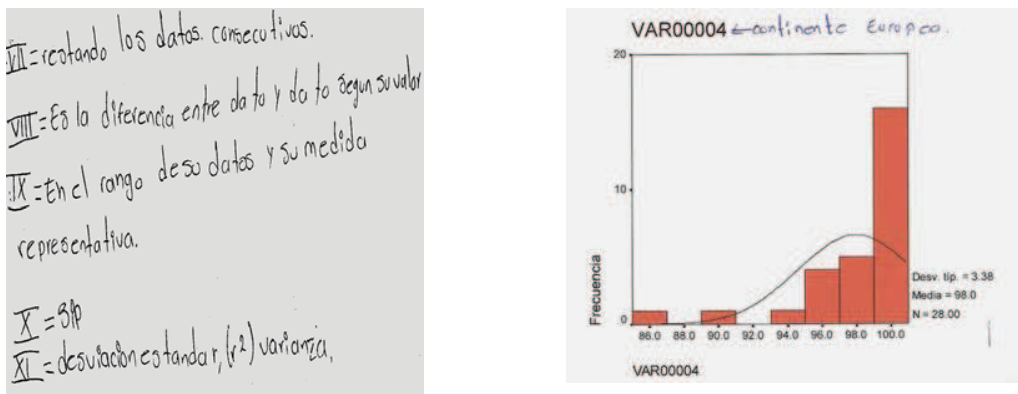 VII = restando los datos consecutivos.
VIII = Es la diferencia entre dato y dato segun su valor
IX = En el rango de su datos y su medida
representativa.
X = Sip
XI = desviación estandar, (r²) varianza,
VAR00004 ← continente Europeo.
20
10
0
Frecuencia
86.0 88.0 90.0 92.0 94.0 96.0 98.0 100.0
Desv. típ. = 3.38
Media = 98.0
N = 28.00
VAR00004